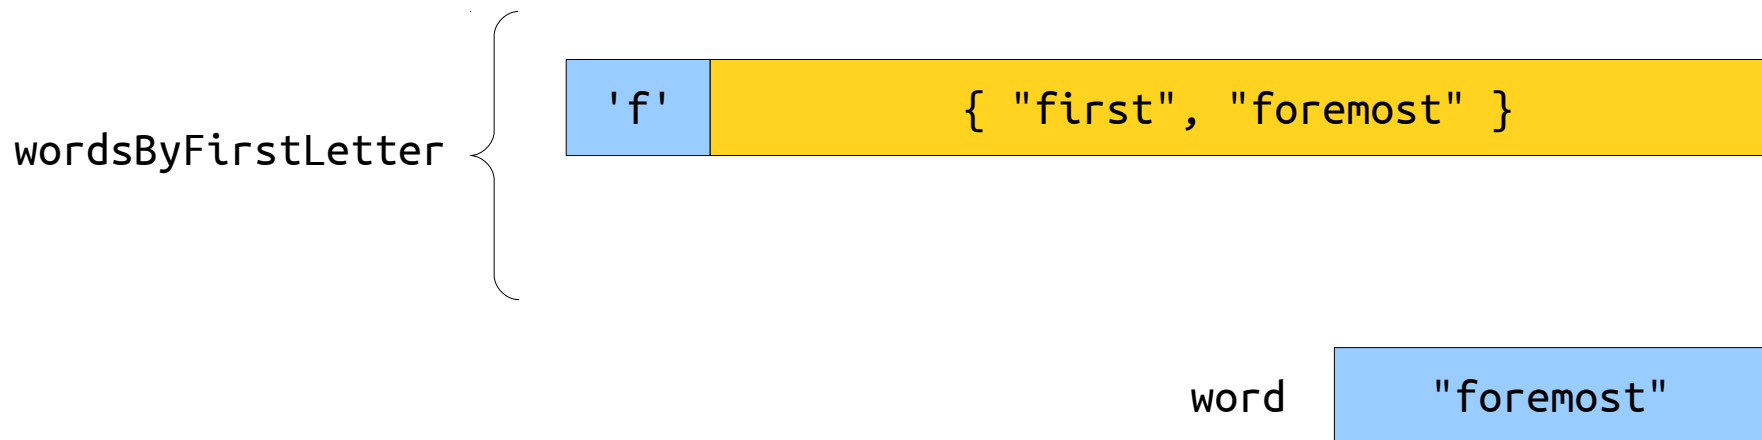 'f' { "first", "foremost" }
wordsByFirstLetter
word "foremost"